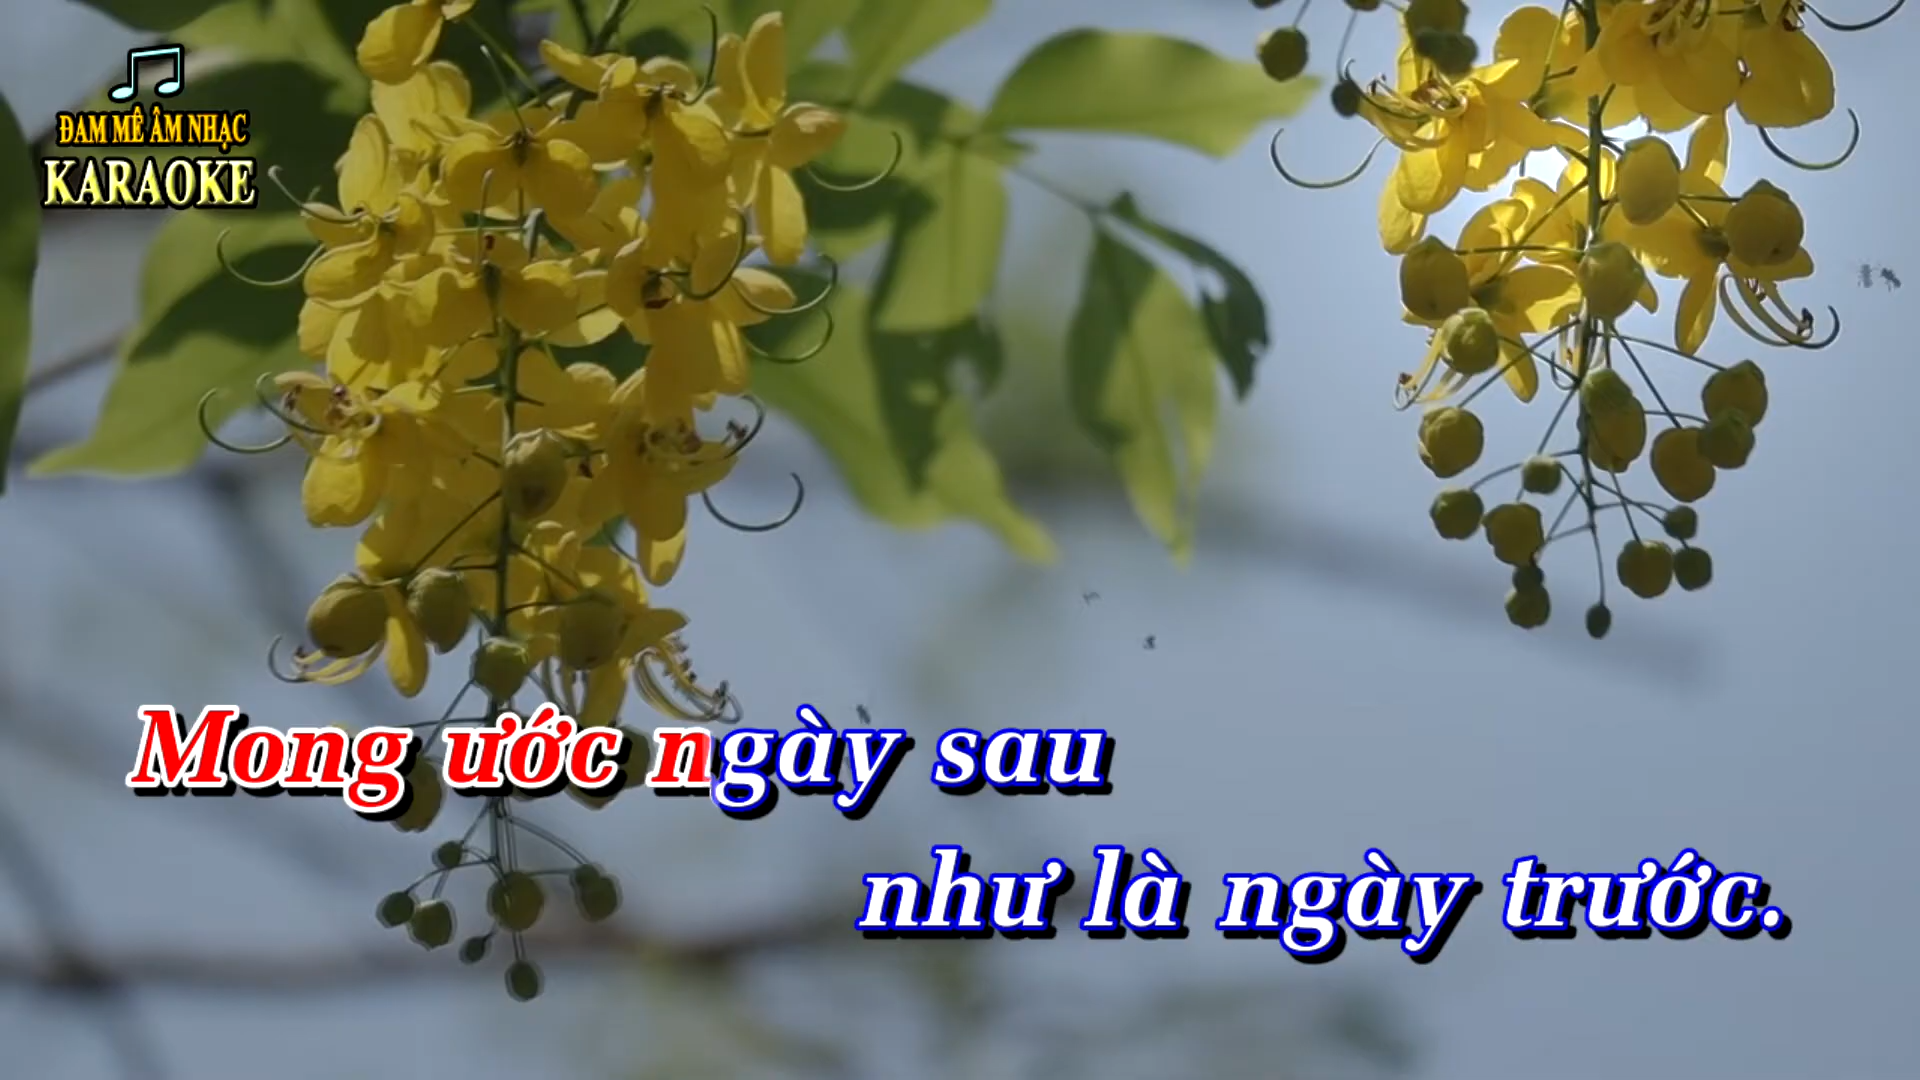 ĐAM MÊ ÂM NHẠC
KARAOKE
Mong ước ngày sau
như là ngày trước.